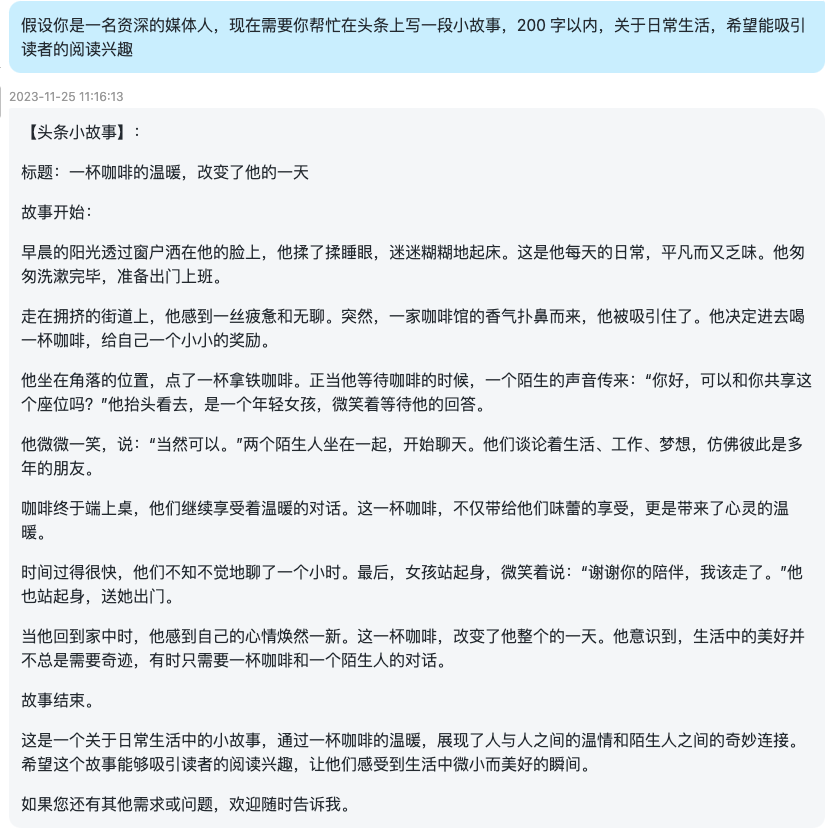 假设你是一名资深的媒体人，现在需要你帮忙在头条上写一段小故事，200 字以内，关于日常生活，希望能吸引
读者的阅读兴趣
2023-11-25 11:16:13
【头条小故事】：
标题：一杯咖啡的温暖，改变了他的一天
故事开始：
早晨的阳光透过窗户洒在他的脸上，他揉了揉睡眼，迷迷糊糊地起床。这是他每天的日常，平凡而又乏味。他匆
匆洗漱完毕，准备出门上班。
走在拥挤的街道上，他感到一丝疲惫和无聊。突然，一家咖啡馆的香气扑鼻而来，他被吸引住了。他决定进去喝
一杯咖啡，给自己一个小小的奖励。
他坐在角落的位置，点了一杯拿铁咖啡。正当他等待咖啡的时候，一个陌生的声音传来：“你好，可以和你共享这
个座位吗？”他抬头看去，是一个年轻女孩，微笑着等待他的回答。
他微微一笑，说：“当然可以。”两个陌生人坐在一起，开始聊天。他们谈论着生活、工作、梦想，仿佛彼此是多
年的朋友。
咖啡终于端上桌，他们继续享受着温暖的对话。这一杯咖啡，不仅带给他们味蕾的享受，更是带来了心灵的温
暖。
时间过得很快，他们不知不觉地聊了一个小时。最后，女孩站起身，微笑着说：“谢谢你的陪伴，我该走了。”他
也站起身，送她出门。
当他回到家中时，他感到自己的心情焕然一新。这一杯咖啡，改变了他整个的一天。他意识到，生活中的美好并
不总是需要奇迹，有时只需要一杯咖啡和一个陌生人的对话。
故事结束。
这是一个关于日常生活中的小故事，通过一杯咖啡的温暖，展现了人与人之间的温情和陌生人之间的奇妙连接。
希望这个故事能够吸引读者的阅读兴趣，让他们感受到生活中微小而美好的瞬间。
如果您还有其他需求或问题，欢迎随时告诉我。